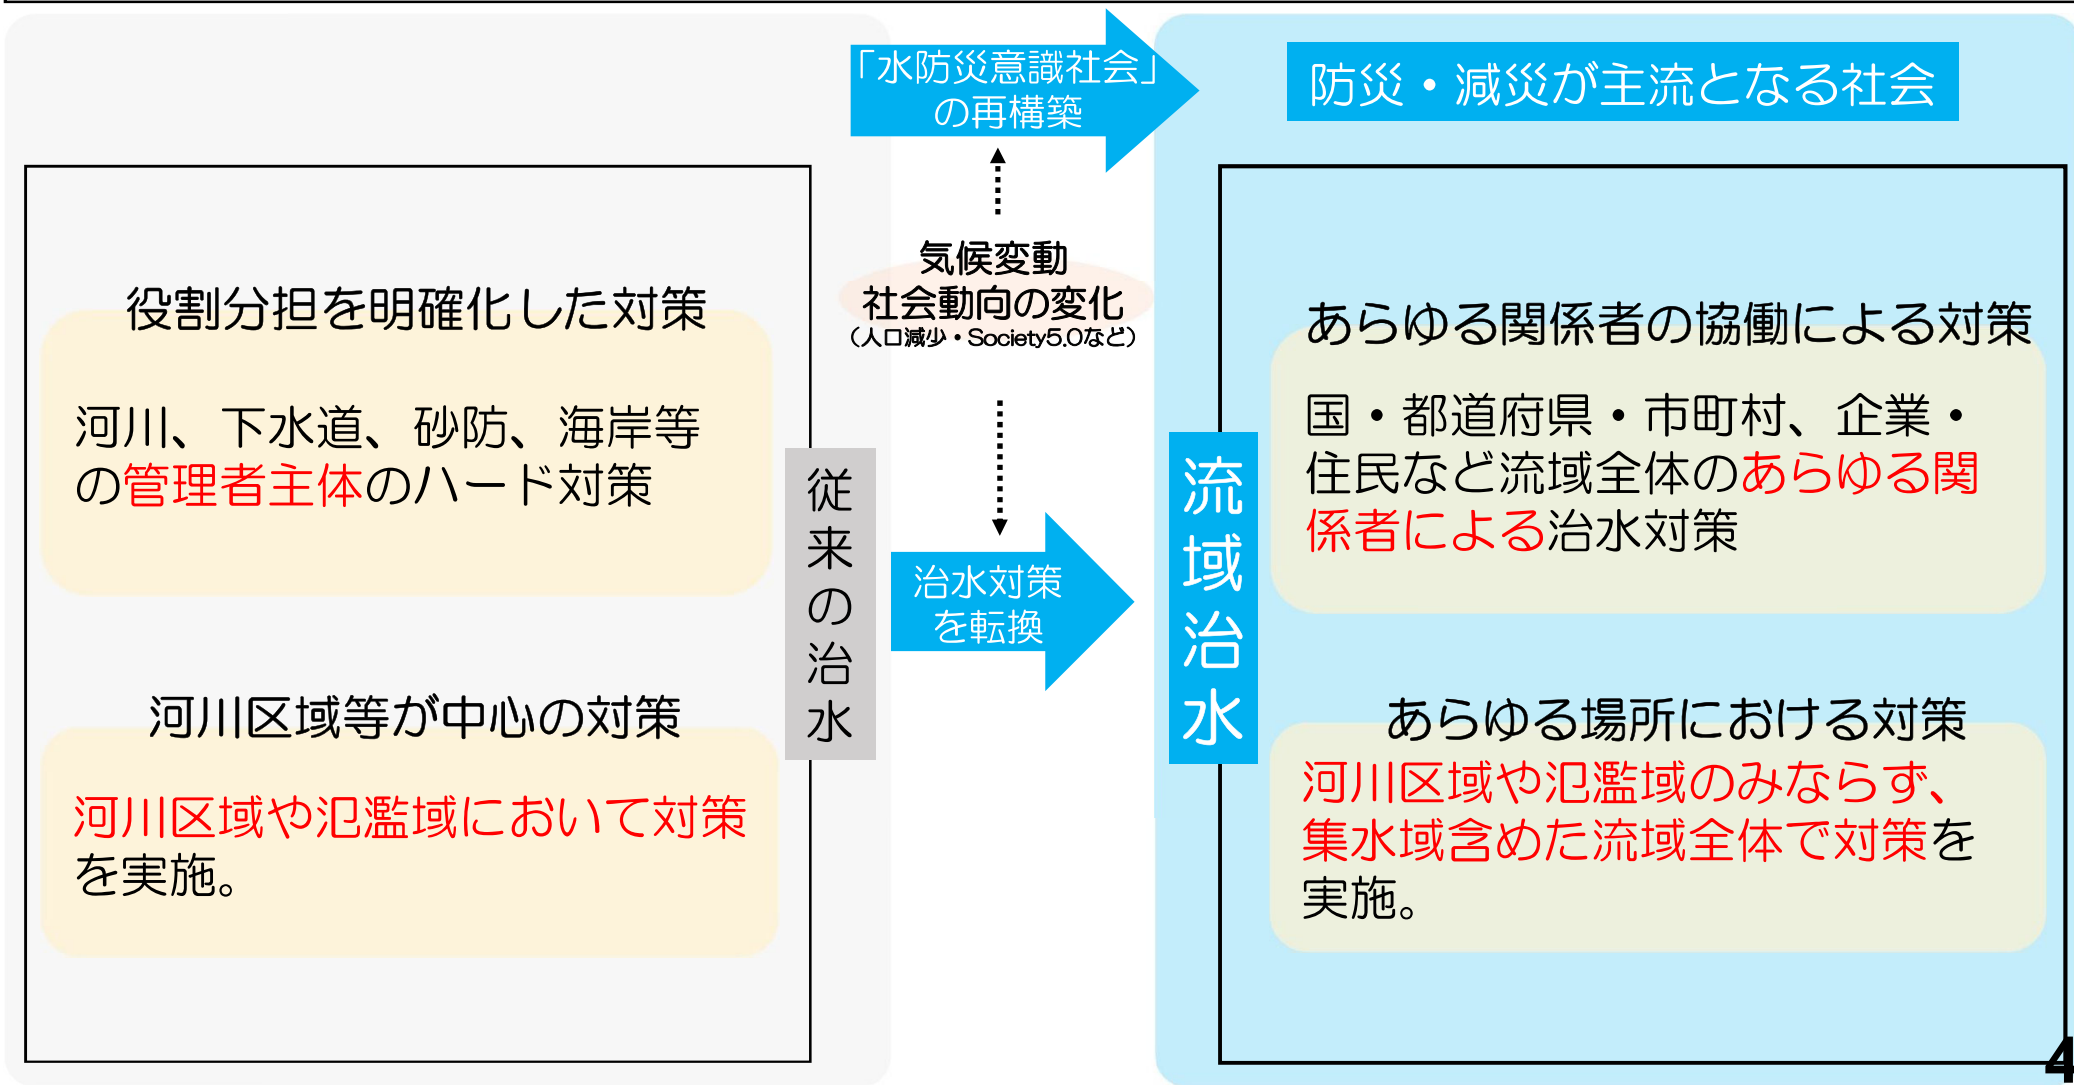 「水防災意識社会」
の再構築
防災・減災が主流となる社会
気候変動
社会動向の変化
（人口減少・Society5.0など）
役割分担を明確化した対策
河川、下水道、砂防、海岸等
の管理者主体のハード対策
河川区域等が中心の対策
河川区域や氾濫域において対策
を実施。
従来の治水
治水対策
を転換
流域治水
あらゆる関係者の協働による対策
国・都道府県・市町村、企業・
住民など流域全体のあらゆる関
係者による治水対策
あらゆる場所における対策
河川区域や氾濫域のみならず、
集水域含めた流域全体で対策を
実施。
4